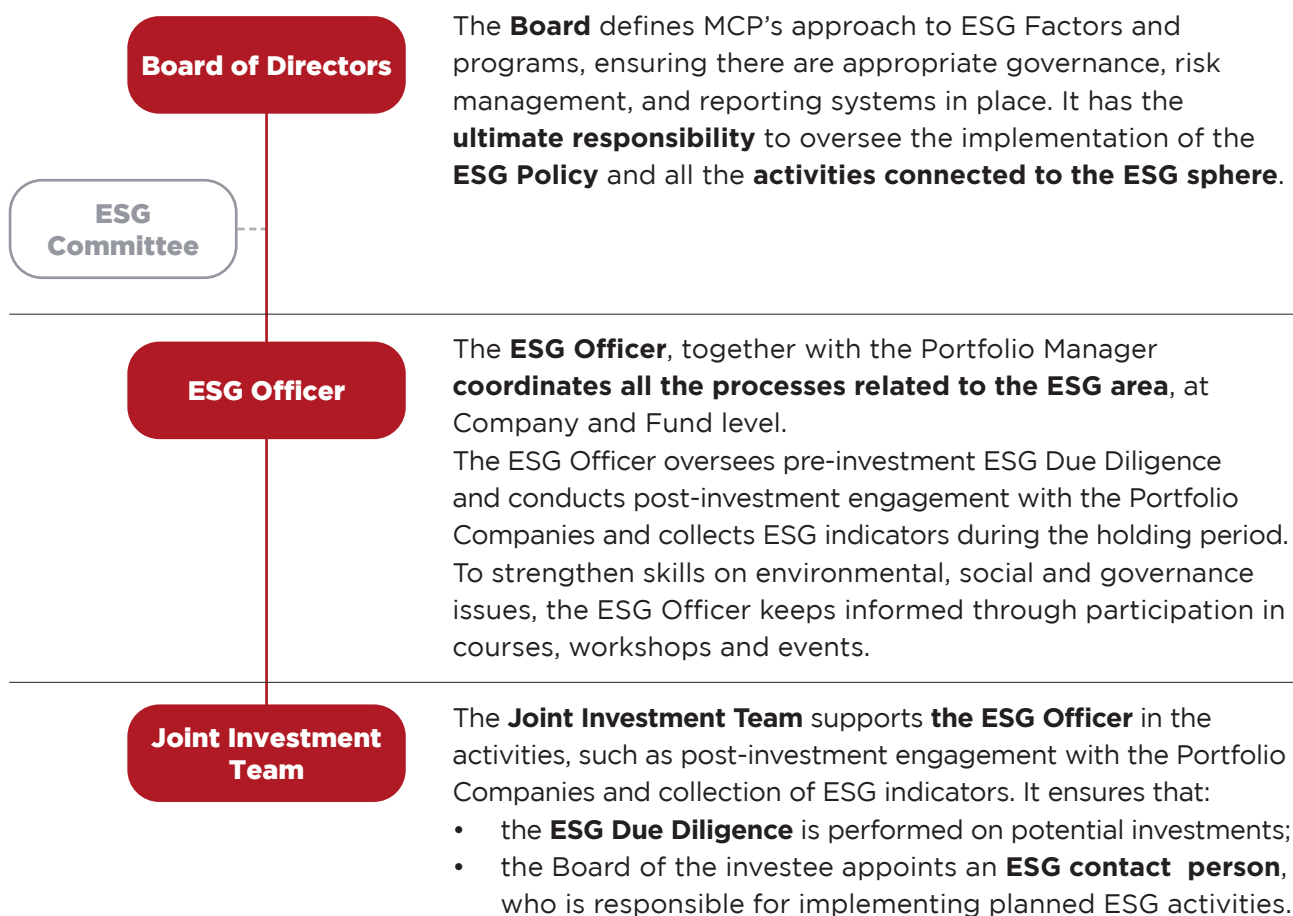 Board of Directors
The Board defines MCP’s approach to ESG Factors and
programs, ensuring there are appropriate governance, risk
management, and reporting systems in place. It has the
ultimate responsibility to oversee the implementation of the
ESG Policy and all the activities connected to the ESG sphere.
ESG
Committee
ESG Officer
The ESG Officer, together with the Portfolio Manager
coordinates all the processes related to the ESG area, at
Company and Fund level.
The ESG Officer oversees pre-investment ESG Due Diligence
and conducts post-investment engagement with the Portfolio
Companies and collects ESG indicators during the holding period.
To strengthen skills on environmental, social and governance
issues, the ESG Officer keeps informed through participation in
courses, workshops and events.
Joint Investment
Team
The Joint Investment Team supports the ESG Officer in the
activities, such as post-investment engagement with the Portfolio
Companies and collection of ESG indicators. It ensures that:
• the ESG Due Diligence is performed on potential investments;
• the Board of the investee appoints an ESG contact person,
who is responsible for implementing planned ESG activities.